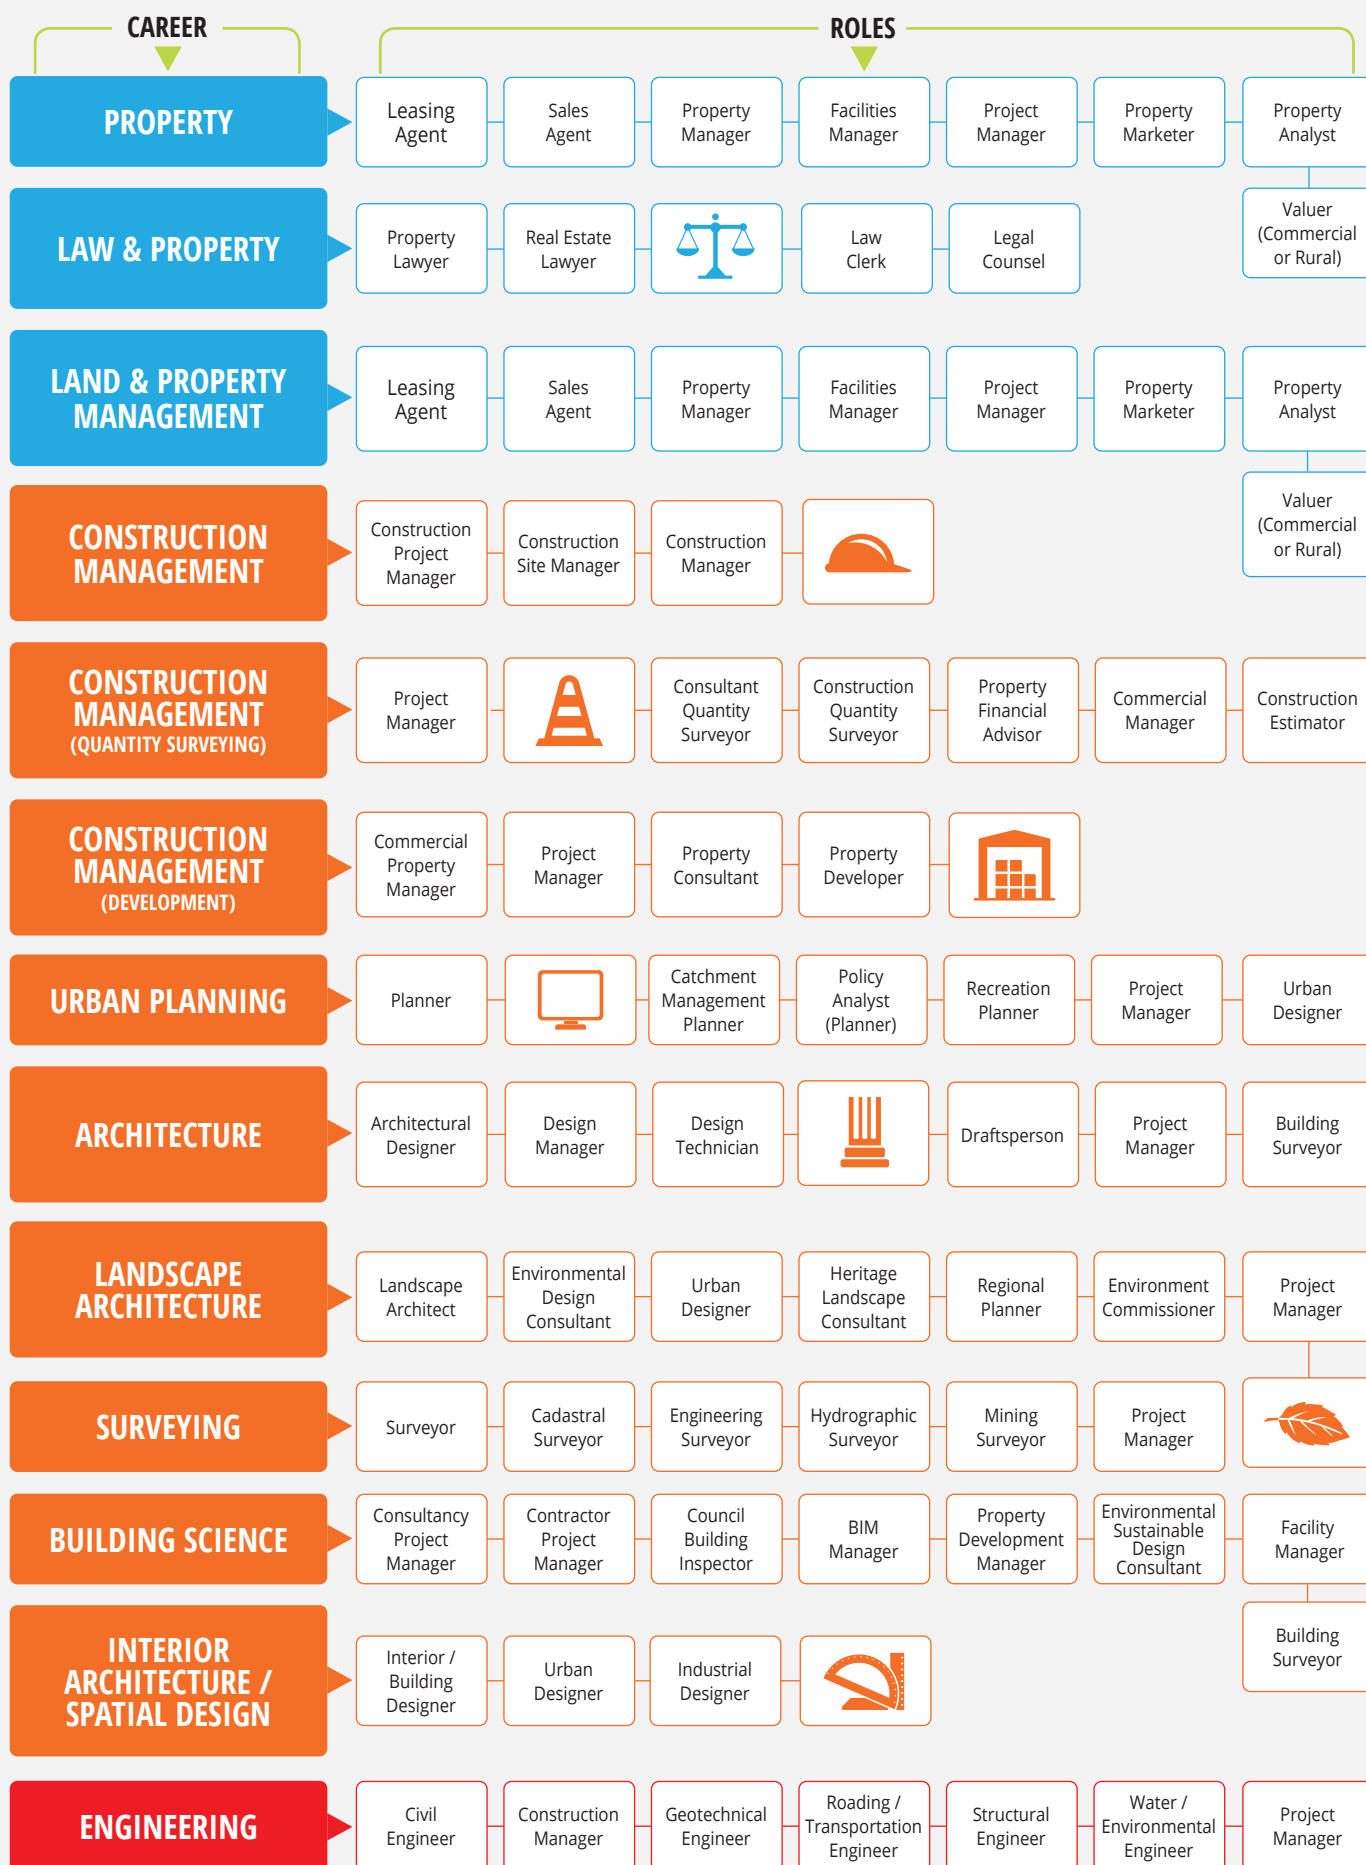 CAREER
ROLES
PROPERTY
Leasing
Agent
Sales
Agent
Property
Manager
Facilities
Manager
Project
Manager
Property
Marketer
Property
Analyst
Valuer
(Commercial
or Rural)
LAW & PROPERTY
Property
Lawyer
Real Estate
Lawyer
Law
Clerk
Legal
Counsel
LAND & PROPERTY
MANAGEMENT
Leasing
Agent
Sales
Agent
Property
Manager
Facilities
Manager
Project
Manager
Property
Marketer
Property
Analyst
Valuer
(Commercial
or Rural)
CONSTRUCTION
MANAGEMENT
Construction
Project
Manager
Construction
Site Manager
Construction
Manager
CONSTRUCTION
MANAGEMENT
(QUANTITY SURVEYING)
Project
Manager
Consultant
Quantity
Surveyor
Construction
Quantity
Surveyor
Property
Financial
Advisor
Commercial
Manager
Construction
Estimator
CONSTRUCTION
MANAGEMENT
(DEVELOPMENT)
Commercial
Property
Manager
Project
Manager
Property
Consultant
Property
Developer
URBAN PLANNING
Planner
Catchment
Management
Planner
Policy
Analyst
(Planner)
Recreation
Planner
Project
Manager
Urban
Designer
ARCHITECTURE
Architectural
Designer
Design
Manager
Design
Technician
Draftsperson
Project
Manager
Building
Surveyor
LANDSCAPE
ARCHITECTURE
Landscape
Architect
Environmental
Design
Consultant
Urban
Designer
Heritage
Landscape
Consultant
Regional
Planner
Environment
Commissioner
Project
Manager
SURVEYING
Surveyor
Cadastral
Surveyor
Engineering
Surveyor
Hydrographic
Surveyor
Mining
Surveyor
Project
Manager
BUILDING SCIENCE
Consultancy
Project
Manager
Contractor
Project
Manager
Council
Building
Inspector
BIM
Manager
Property
Development
Manager
Environmental
Sustainable
Design
Consultant
Facility
Manager
Building
Surveyor
INTERIOR
ARCHITECTURE /
SPATIAL DESIGN
Interior /
Building
Designer
Urban
Designer
Industrial
Designer
ENGINEERING
Civil
Engineer
Construction
Manager
Geotechnical
Engineer
Roading /
Transportation
Engineer
Structural
Engineer
Water /
Environmental
Engineer
Project
Manager